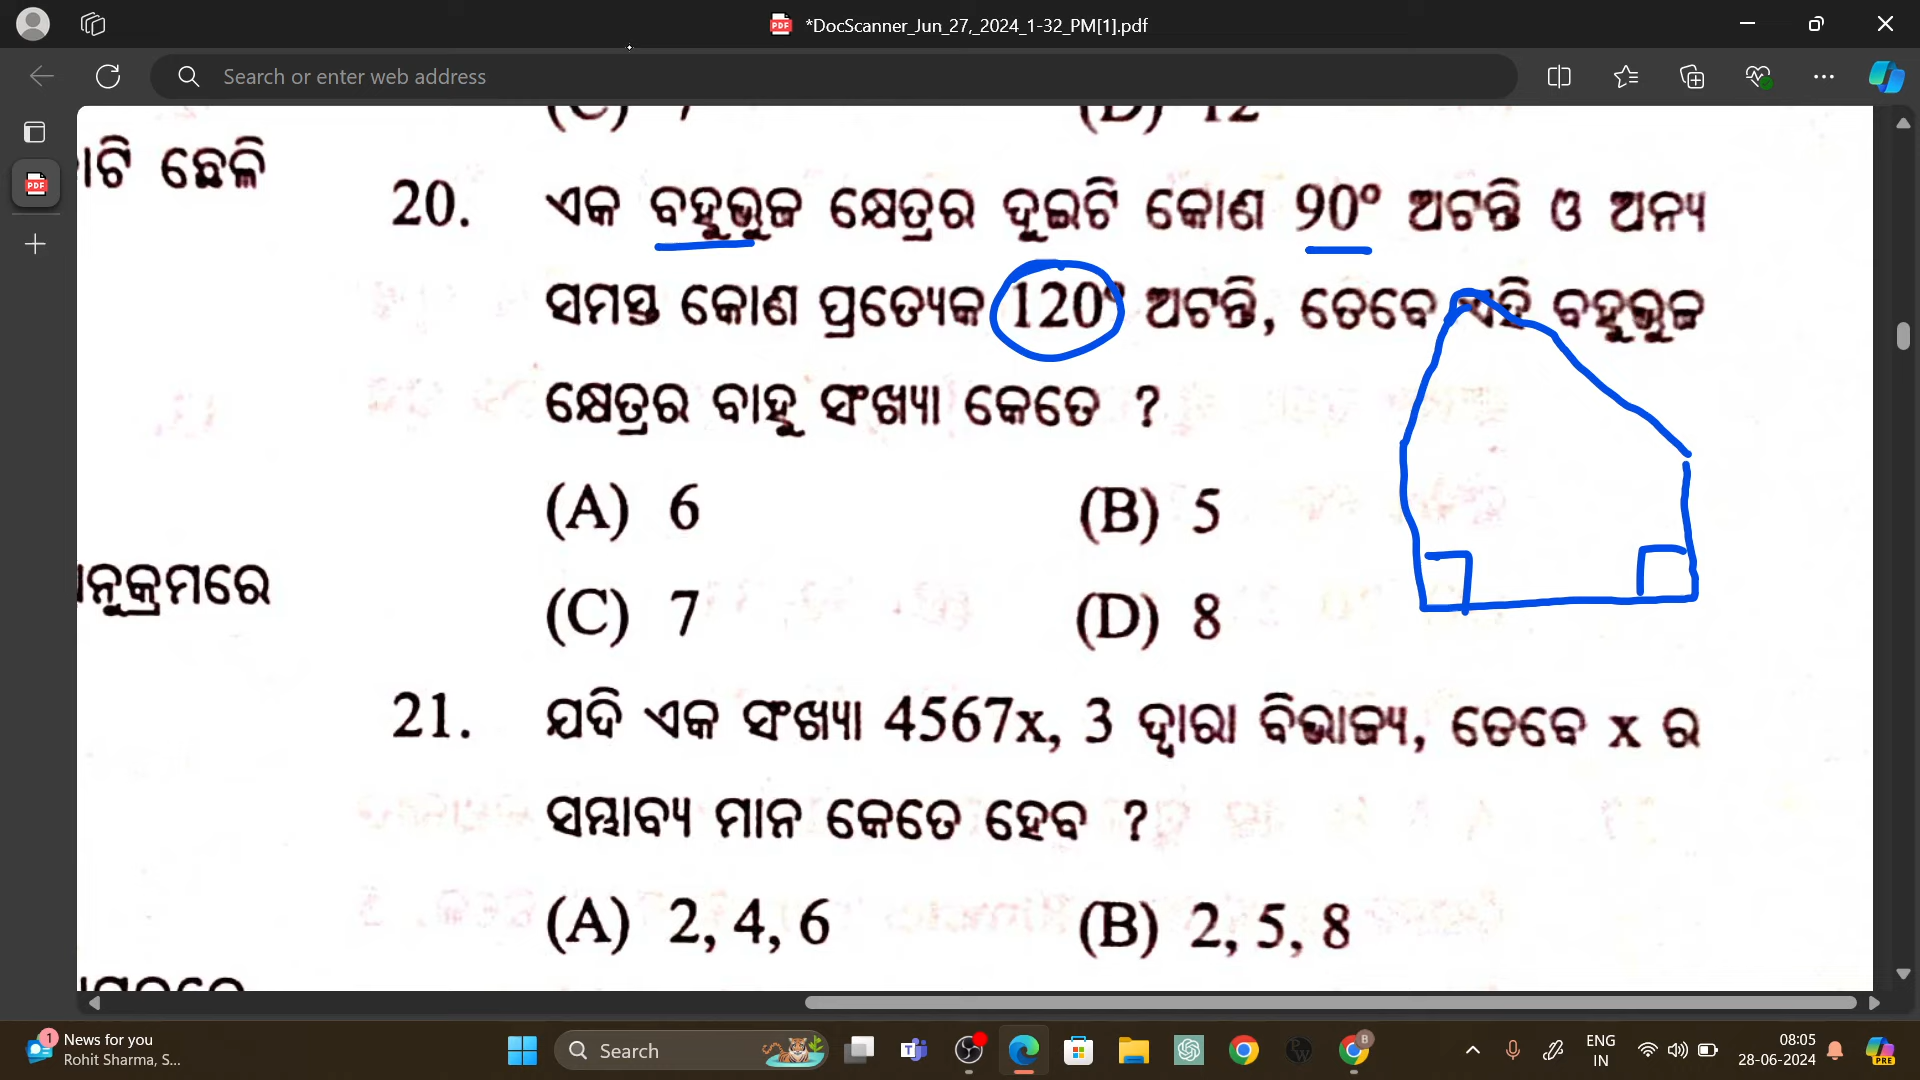 *DocScanner_Jun_27,_2024_1-32_PM[1].pdf
Search or enter web address
ଛେଳି
20. ଏକ ବହୁଭୁଜ କ୍ଷେତ୍ରର ଦୁଇଟି କୋଣ 90° ଅଟନ୍ତି ଓ ଅନ୍ୟ
ସମସ୍ତ କୋଣ ପ୍ରତ୍ୟେକ 120° ଅଟନ୍ତି, ତେବେ ଏହି ବହୁଭୁଜ
କ୍ଷେତ୍ରର ବାହୁ ସଂଖ୍ୟା କେତେ ?
(A) 6 (B) 5
(C) 7 (D) 8
21. ଯଦି ଏକ ସଂଖ୍ୟା 4567x, 3 ଦ୍ୱାରା ବିଭାଜ୍ୟ, ତେବେ x ର
ସମ୍ଭାବ୍ୟ ମାନ କେତେ ହେବ ?
(A) 2, 4, 6 (B) 2, 5, 8
News for you
Rohit Sharma, S...
Search
ENG
IN
08:05
28-06-2024